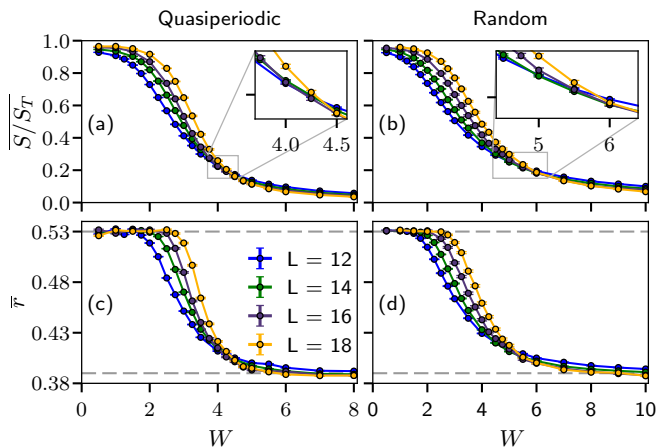 Quasiperiodic
Random
1.0
0.8
0.6
0.4
0.2
0.0
S/S_T
(a)
4.0
4.5
(b)
5
6
0.53
0.48
0.43
0.38
r
(c)
L = 12
L = 14
L = 16
L = 18
(d)
0
2
4
6
8
0
2
4
6
8
10
W
W